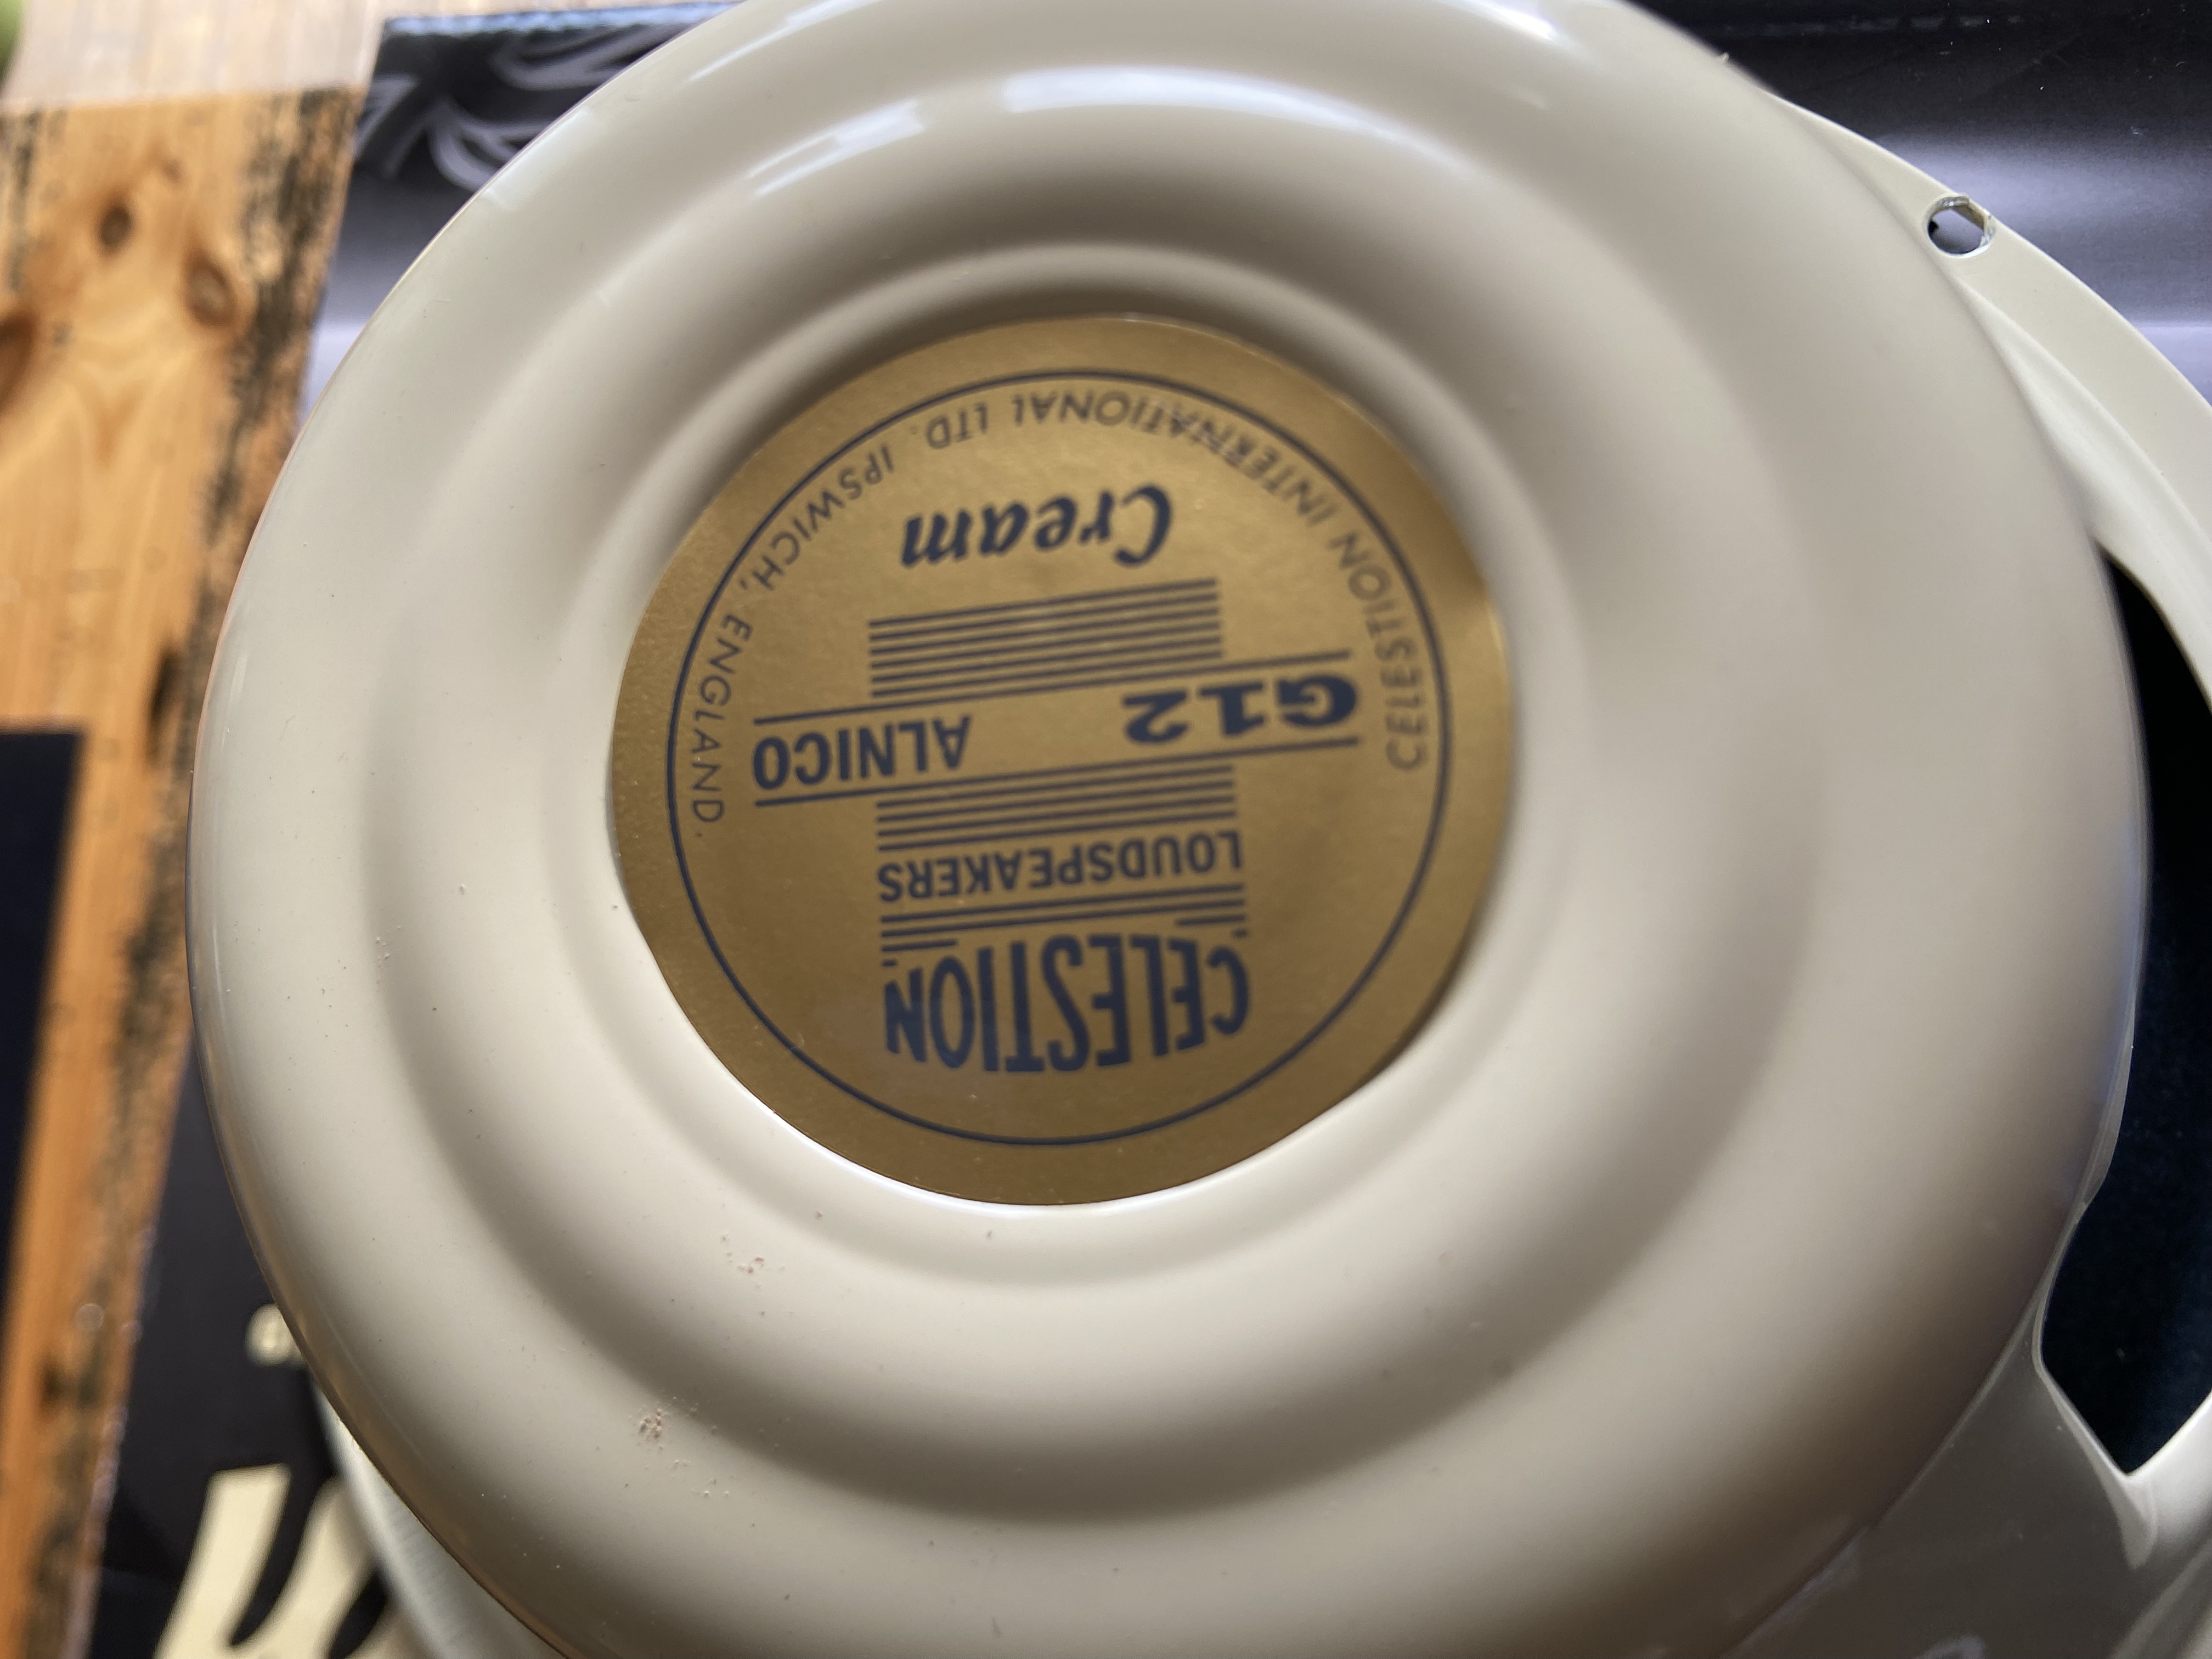 CELESTION
LOUDSPEAKERS
G12 ALNICO
Cream
CELESTION INTERNATIONAL LTD. IPSWICH, ENGLAND.